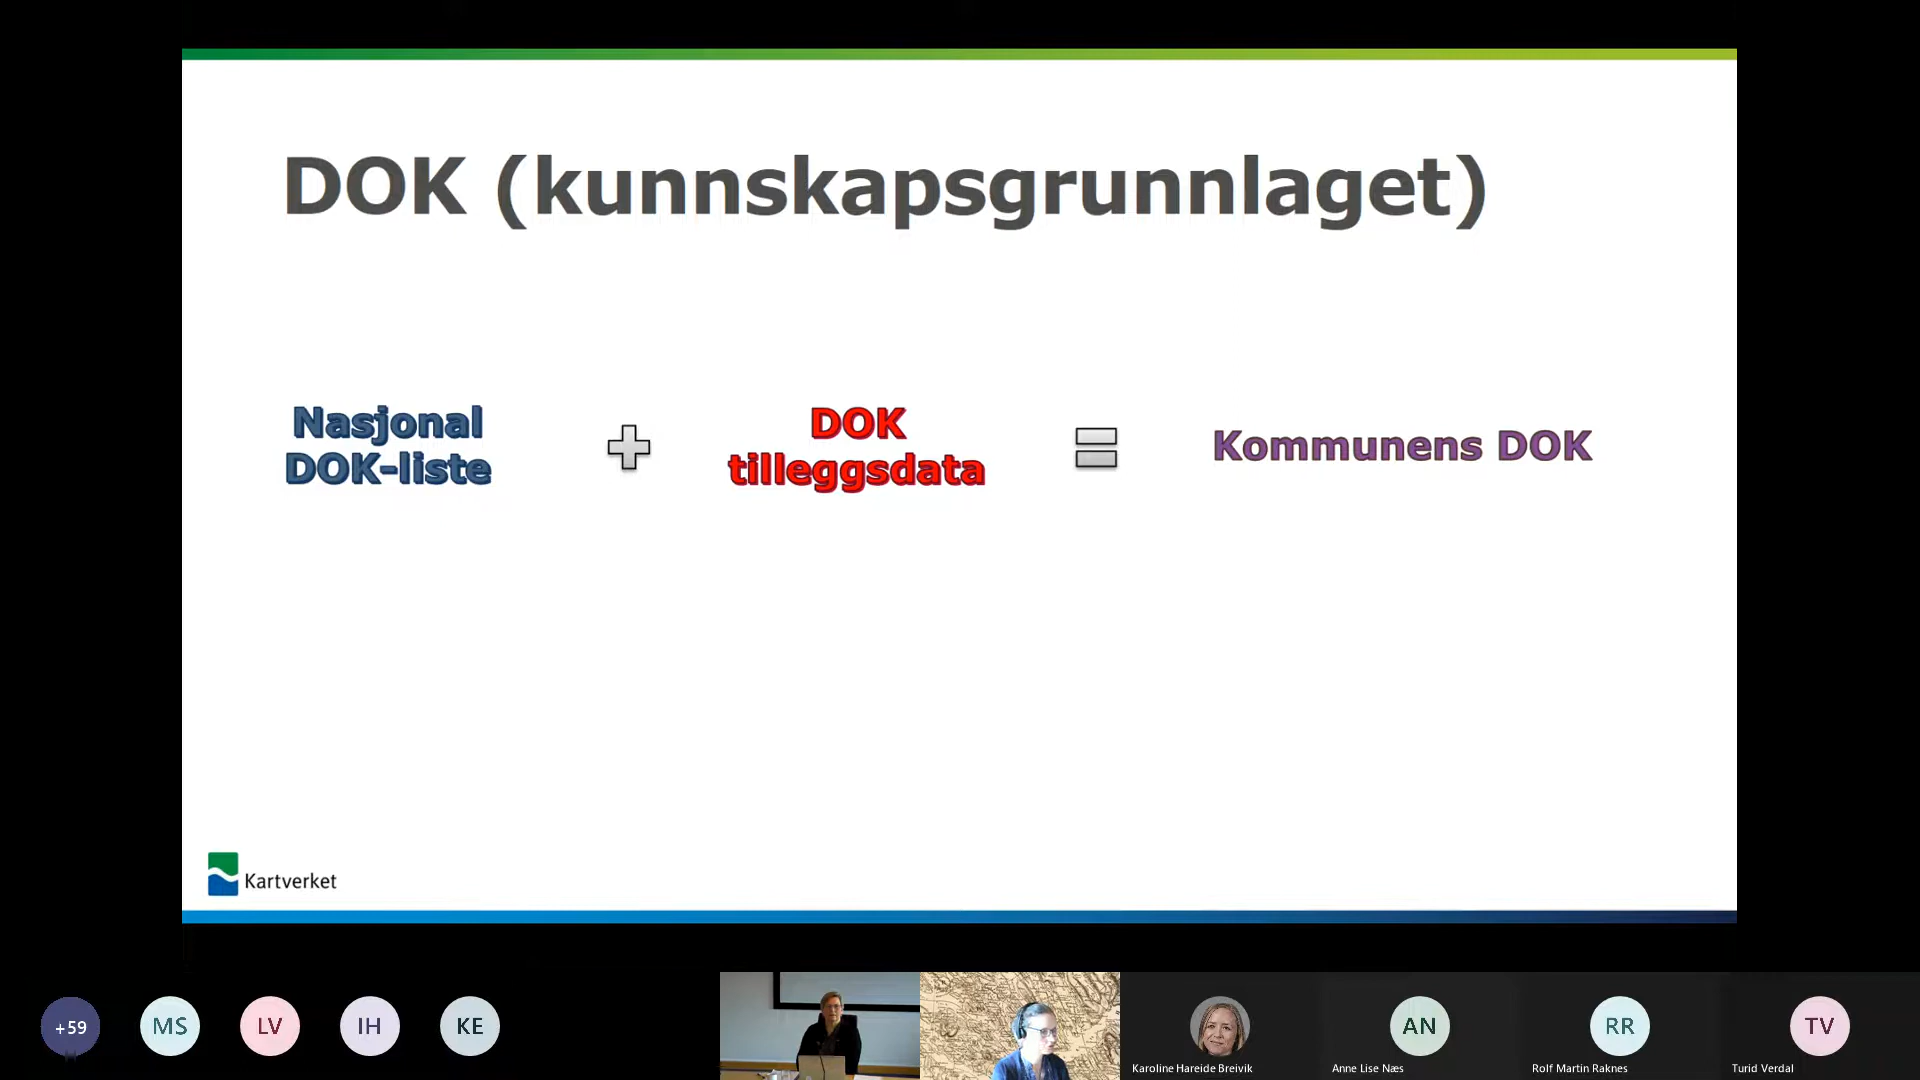 DOK (kunnskapsgrunnlaget)
Nasjonal
DOK-liste
DOK
tilleggsdata
Kommunens DOK
Kartverket
+59
MS
LV
IH
KE
AN
RR
TV
Karoline Hareide Breivik
Anne Lise Næs
Rolf Martin Raknes
Turid Verdal